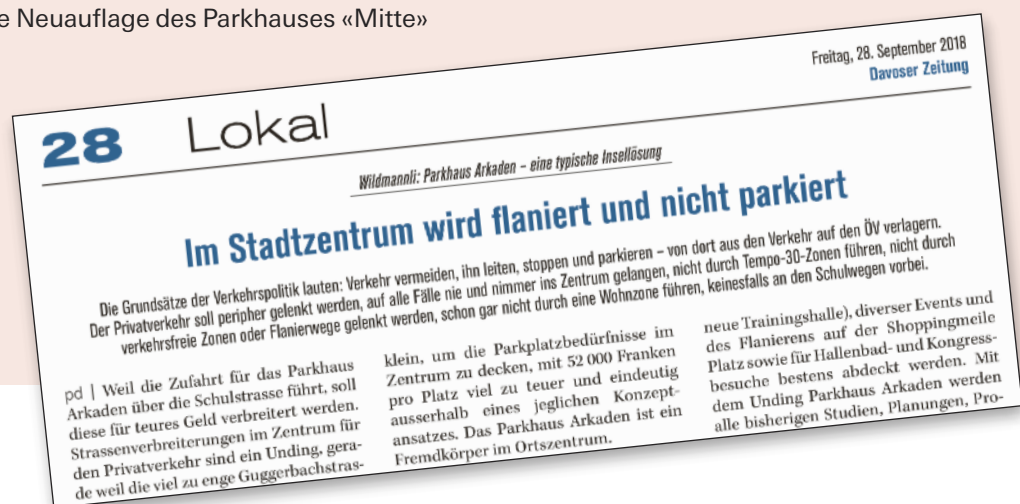 e Neuauflage des Parkhauses «Mitte»
Freitag, 28. September 2018
Davoser Zeitung
28 Lokal
Wildmannli: Parkhaus Arkaden – eine typische Insellösung
Im Stadtzentrum wird flaniert und nicht parkiert
Die Grundsätze der Verkehrspolitik lauten: Verkehr vermeiden, ihn leiten, stoppen und parkieren – von dort aus den Verkehr auf den ÖV verlagern.
Der Privatverkehr soll peripher gelenkt werden, auf alle Fälle nie und nimmer ins Zentrum gelangen, nicht durch Tempo-30-Zonen führen, nicht durch
verkehrsfreie Zonen oder Flanierwege gelenkt werden, schon gar nicht durch eine Wohnzone führen, keinesfalls an den Schulwegen vorbei.
pd | Weil die Zufahrt für das Parkhaus
Arkaden über die Schulstrasse führt, soll
diese für teures Geld verbreitert werden.
Strassenverbreiterungen im Zentrum für
den Privatverkehr sind ein Unding, gera-
de weil die viel zu enge Guggerbachstras-
klein, um die Parkplatzbedürfnisse im
Zentrum zu decken, mit 52 000 Franken
pro Platz viel zu teuer und eindeutig
ausserhalb eines jeglichen Konzept-
ansatzes. Das Parkhaus Arkaden ist ein
Fremdkörper im Ortszentrum.
neue Trainingshalle), diverser Events und
des Flanierens auf der Shoppingmeile
Platz sowie für Hallenbad- und Kongress-
besuche bestens abdeckt werden. Mit
dem Unding Parkhaus Arkaden werden
alle bisherigen Studien, Planungen, Pro-